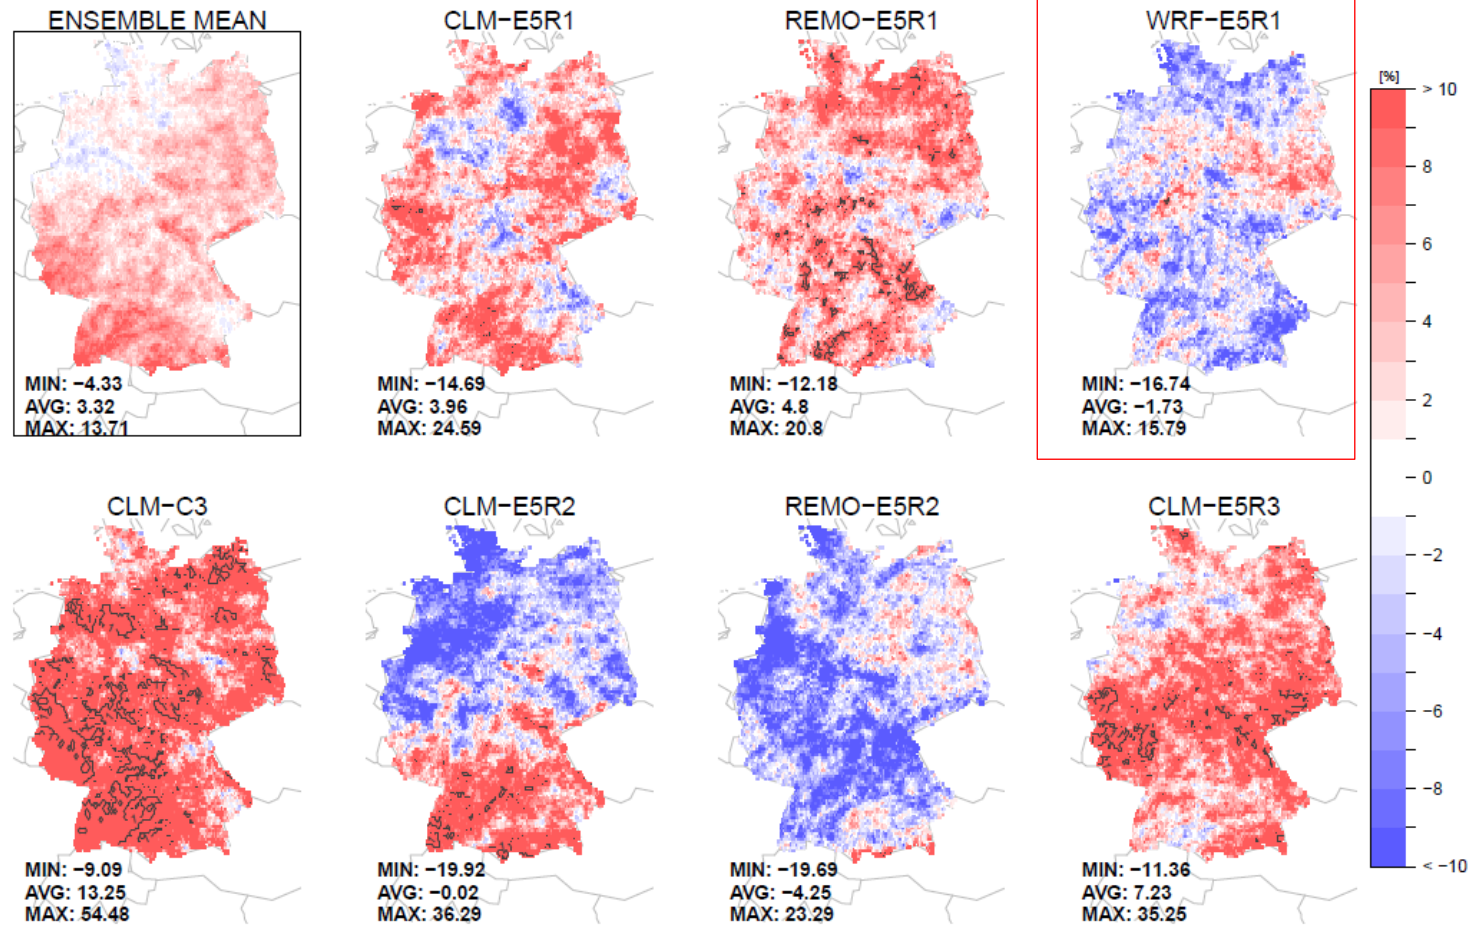 ENSEMBLE MEAN
CLM−E5R1
REMO−E5R1
WRF−E5R1
MIN: −4.33
AVG: 3.32
MAX: 13.71
MIN: −14.69
AVG: 3.96
MAX: 24.59
MIN: −12.18
AVG: 4.8
MAX: 20.8
MIN: −16.74
AVG: −1.73
MAX: 15.79
[%]
> 10
8
6
4
2
0
−2
−4
−6
−8
< −10
CLM−C3
CLM−E5R2
REMO−E5R2
CLM−E5R3
MIN: −9.09
AVG: 13.25
MAX: 54.48
MIN: −19.92
AVG: −0.02
MAX: 36.29
MIN: −19.69
AVG: −4.25
MAX: 23.29
MIN: −11.36
AVG: 7.23
MAX: 35.25